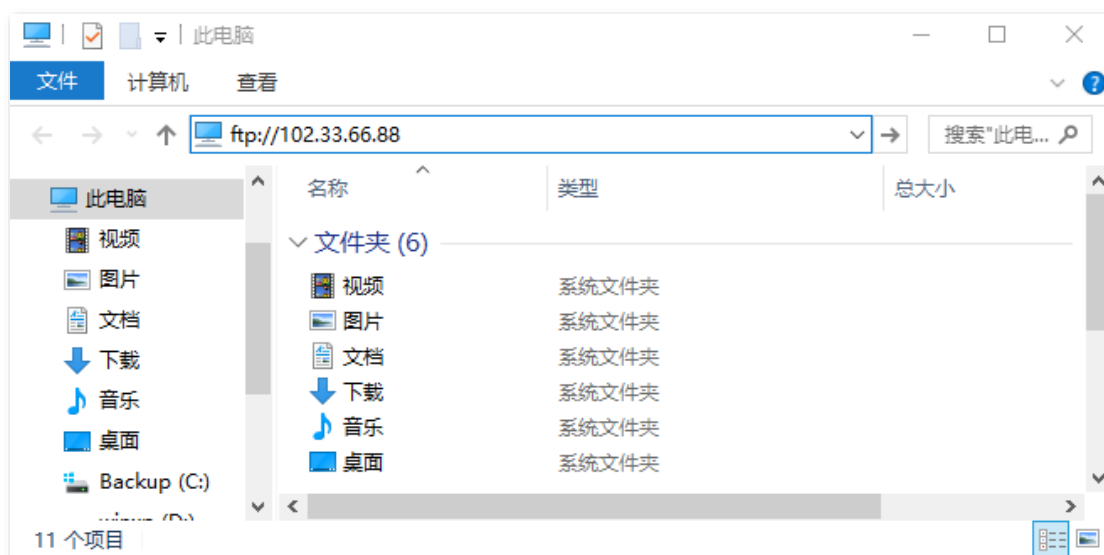 此电脑
文件 计算机 查看
ftp://102.33.66.88 搜索"此电...
名称 类型 总大小
此电脑
视频
图片
文档
下载
音乐
桌面
Backup (C:)
文件夹 (6)
视频 系统文件夹
图片 系统文件夹
文档 系统文件夹
下载 系统文件夹
音乐 系统文件夹
桌面 系统文件夹
11 个项目